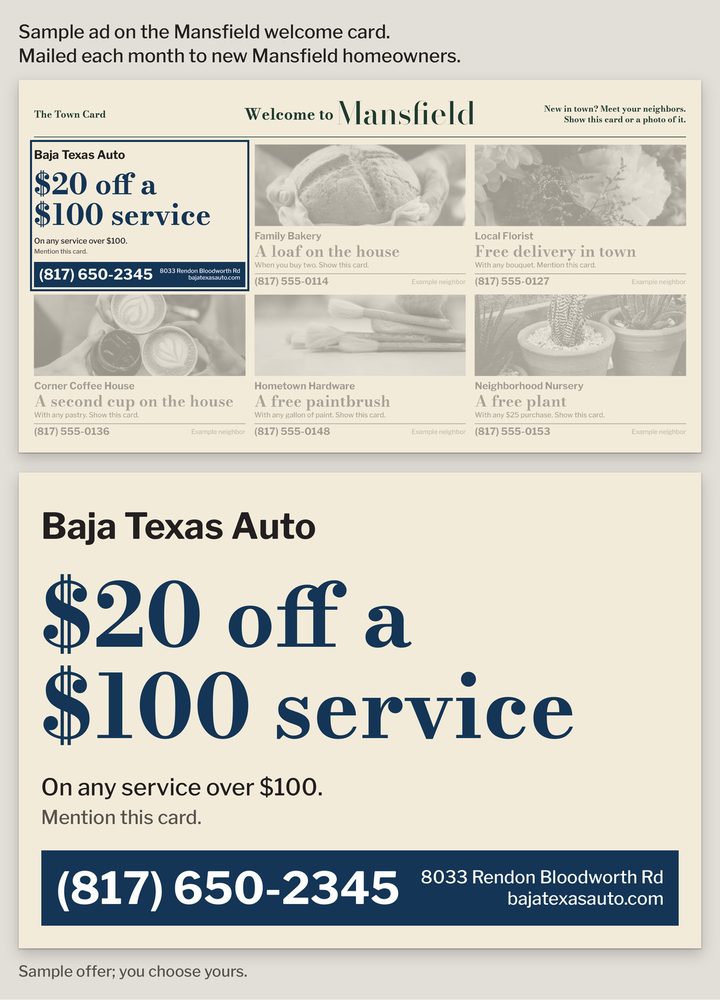 Sample ad on the Mansfield welcome card.
Mailed each month to new Mansfield homeowners.
The Town Card
Welcome to Mansfield
New in town? Meet your neighbors.
Show this card or a photo of it.
Baja Texas Auto
$20 off a
$100 service
On any service over $100.
Mention this card.
(817) 650-2345
8033 Rendon Bloodworth Rd
bajatexasauto.com
Family Bakery
A loaf on the house
When you buy two. Show this card.
(817) 555-0114
Example neighbor
Local Florist
Free delivery in town
With any bouquet. Mention this card.
(817) 555-0127
Example neighbor
Corner Coffee House
A second cup on the house
With any pastry. Show this card.
(817) 555-0136
Example neighbor
Hometown Hardware
A free paintbrush
With any gallon of paint. Show this card.
(817) 555-0148
Example neighbor
Neighborhood Nursery
A free plant
With any $25 purchase. Show this card.
(817) 555-0153
Example neighbor
Baja Texas Auto
$20 off a
$100 service
On any service over $100.
Mention this card.
(817) 650-2345
8033 Rendon Bloodworth Rd
bajatexasauto.com
Sample offer; you choose yours.